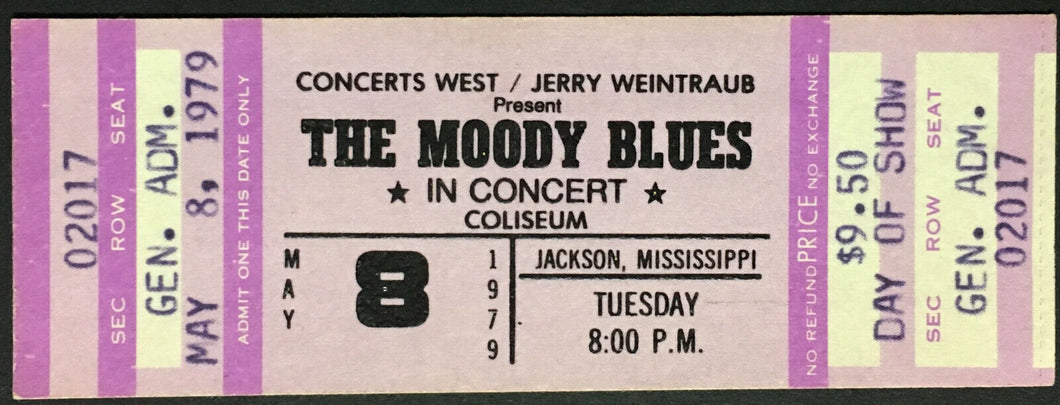 02017
SEC ROW SEAT
GEN. ADM.
MAY 8, 1979
ADMIT ONE THIS DATE ONLY
CONCERTS WEST / JERRY WEINTRAUB
Present
THE MOODY BLUES
★ IN CONCERT ★
COLISEUM
MAY
8
1979
JACKSON, MISSISSIPPI
TUESDAY
8:00 P.M.
NO REFUND PRICE NO EXCHANGE
$9.50
DAY OF SHOW
SEC ROW SEAT
GEN. ADM.
02017